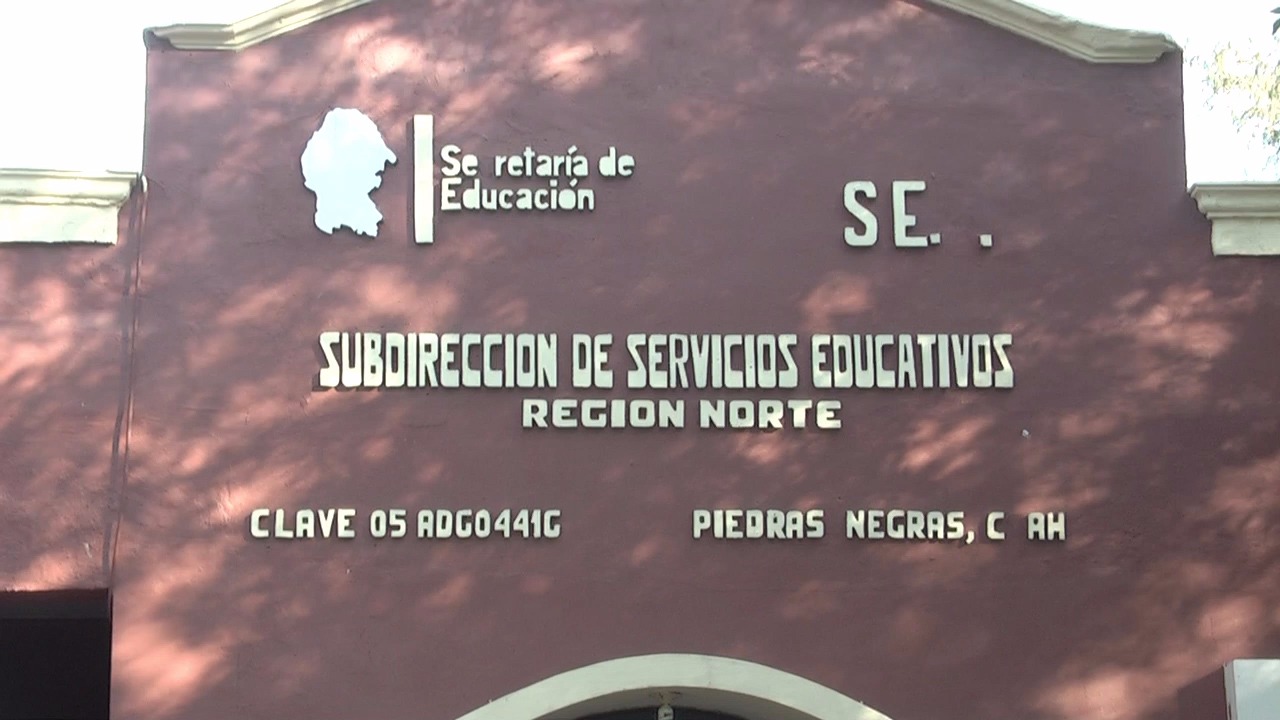 Se retaría de
Educación
SE. .
SUBDIRECCION DE SERVICIOS EDUCATIVOS
REGION NORTE
CLAVE 05 ADG0441G
PIEDRAS NEGRAS, C AH